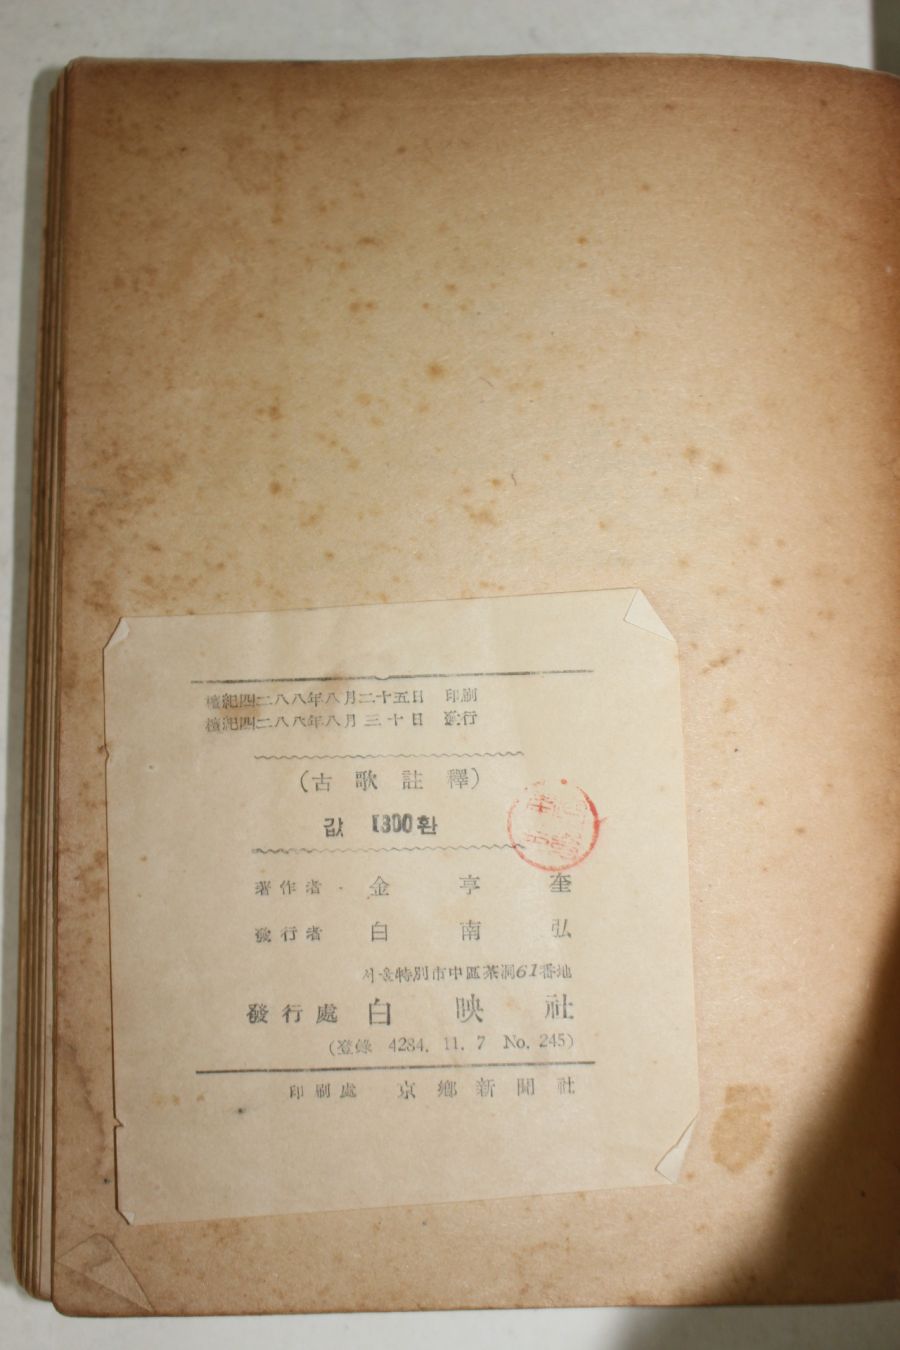 檀紀四二八八年八月二十五日 印刷
檀紀四二八八年八月三十日 發行
(古歌註釋)
값 1300환
著作者 金亨奎
發行者 白南弘
서울特別市中區茶洞61番地
發行處 白映社
(登錄 4284. 11. 7 No. 245)
印刷處 京鄕新聞社